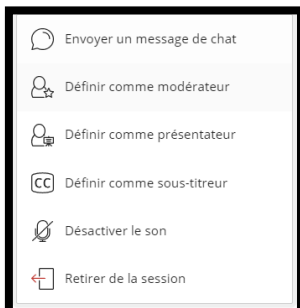 Envoyer un message de chat
Définir comme modérateur
Définir comme présentateur
CC Définir comme sous-titreur
Désactiver le son
Retirer de la session